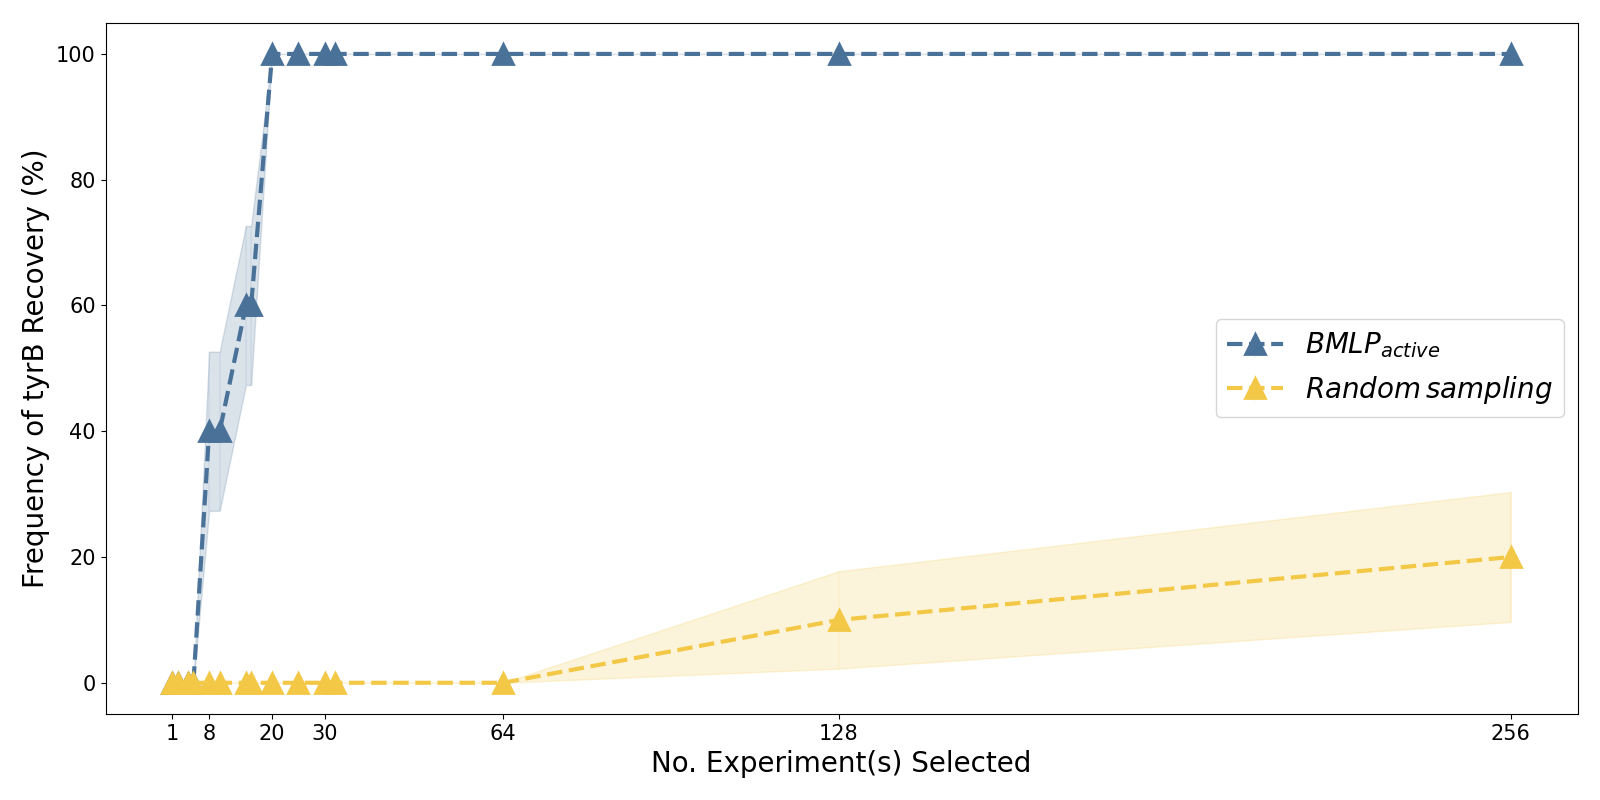 Frequency of tyrB Recovery (%)
100
80
60
40
20
0
BMLP_active
Random sampling
1 8 20 30 64 128 256
No. Experiment(s) Selected